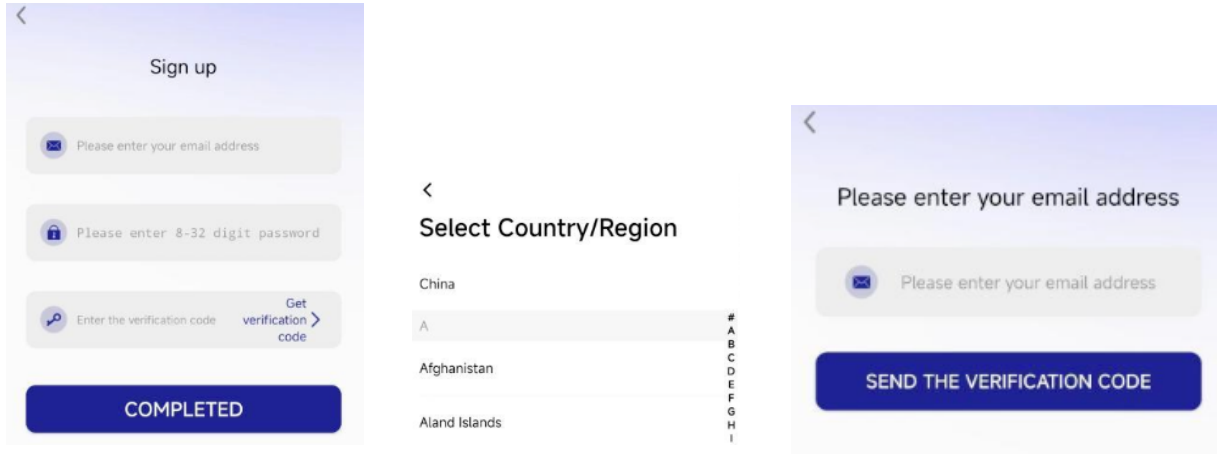 Sign up
Please enter your email address
Please enter 8-32 digit password
Enter the verification code
Get
verification
code
COMPLETED
Select Country/Region
China
A
Afghanistan
Aland Islands
#
A
B
C
D
E
F
G
H
I
Please enter your email address
Please enter your email address
SEND THE VERIFICATION CODE